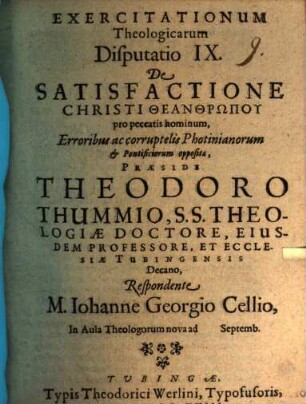 EXERCITATIONUM
Theologicarum
Disputatio IX. 9.
De
SATISFACTIONE
CHRISTI ΘΕΑΝΘΡΩΠΟΥ
pro peccatis hominum,
Erroribus ac corruptelis Photinianorum
& Pontificiorum opposita,
PRÆSIDE
THEODORO
THUMMIO, S.S. THEO-
LOGIÆ DOCTORE, EIUS-
DEM PROFESSORE, ET ECCLE-
SIÆ TUBINGENSIS
Decano,
Respondente
M. Iohanne Georgio Cellio,
In Aula Theologorum nova ad Septemb.
TUBINGÆ,
Typis Theodorici Werlini, Typofusoris,